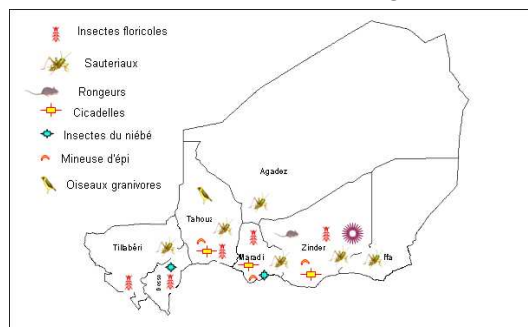 Insectes floricoles
Sauteriaux
Rongeurs
Cicadelles
Insectes du niébé
Mineuse d'épi
Oiseaux granivores
Agadez
Tahoua
Tillabéri
Maradi
Zinder
ffa